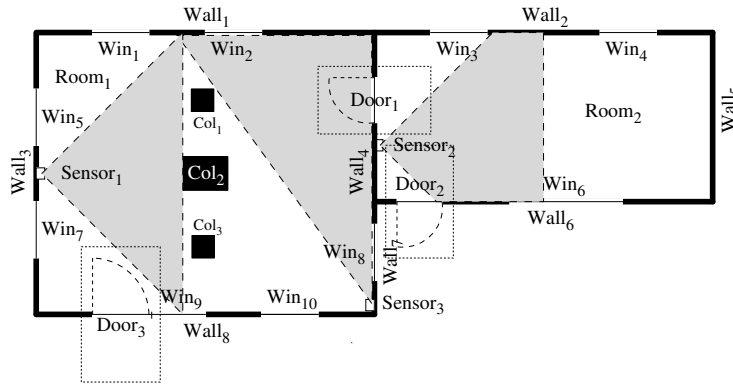 Wall₁
Wall₂
Win₁
Win₂
Win₃
Win₄
Room₁
Door₁
Room₂
Wall₅
Win₅
Col₁
Wall₃
Sensor₁
Col₂
Wall₄
Sensor₂
Door₂
Win₆
Win₇
Col₃
Win₈
Wall₇
Wall₆
Win₉
Win₁₀
Sensor₃
Door₃
Wall₈